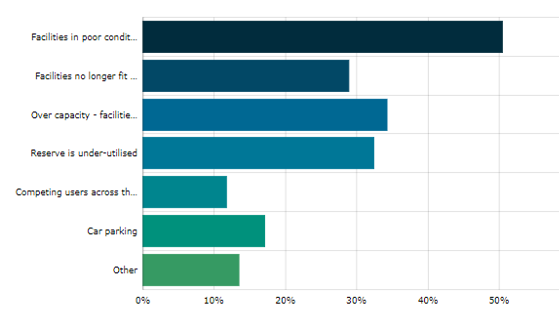 Facilities in poor condit...
Facilities no longer fit ...
Over capacity - facilitie...
Reserve is under-utilised
Competing users across th...
Car parking
Other
0%
10%
20%
30%
40%
50%